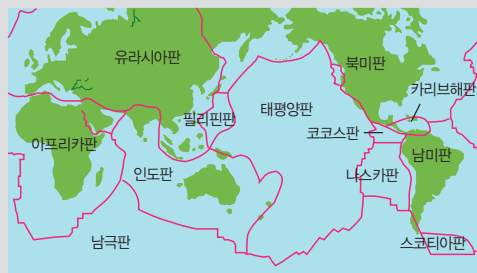 유라시아판
북미판
카리브해판
태평양판
필리핀판
코코스판
아프리카판
남미판
인도판
나스카판
남극판
스코티아판